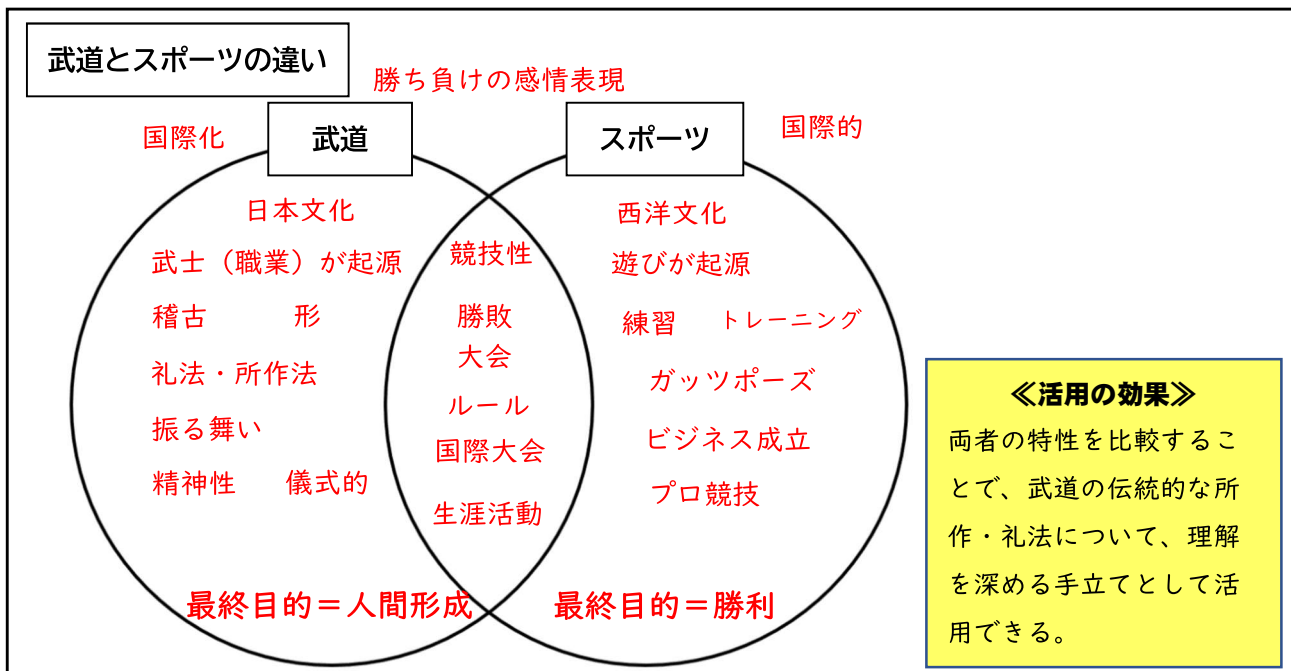 武道とスポーツの違い
勝ち負けの感情表現
国際化
武道
スポーツ
国際的
日本文化
武士（職業）が起源
稽古 形
礼法・所作法
振る舞い
精神性 儀式的
最終目的＝人間形成
競技性
勝敗
大会
ルール
国際大会
生涯活動
西洋文化
遊びが起源
練習 トレーニング
ガッツポーズ
ビジネス成立
プロ競技
最終目的＝勝利
≪活用の効果≫
両者の特性を比較するこ
とで、武道の伝統的な所
作・礼法について、理解
を深める手立てとして活
用できる。